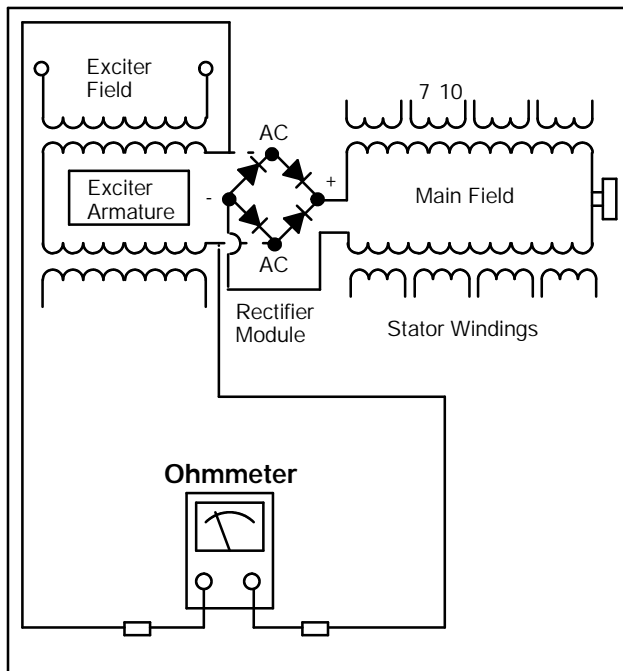 Exciter
Field
7 10
AC
Exciter
Armature
-
+
Main Field
AC
Rectifier
Module
Stator Windings
Ohmmeter